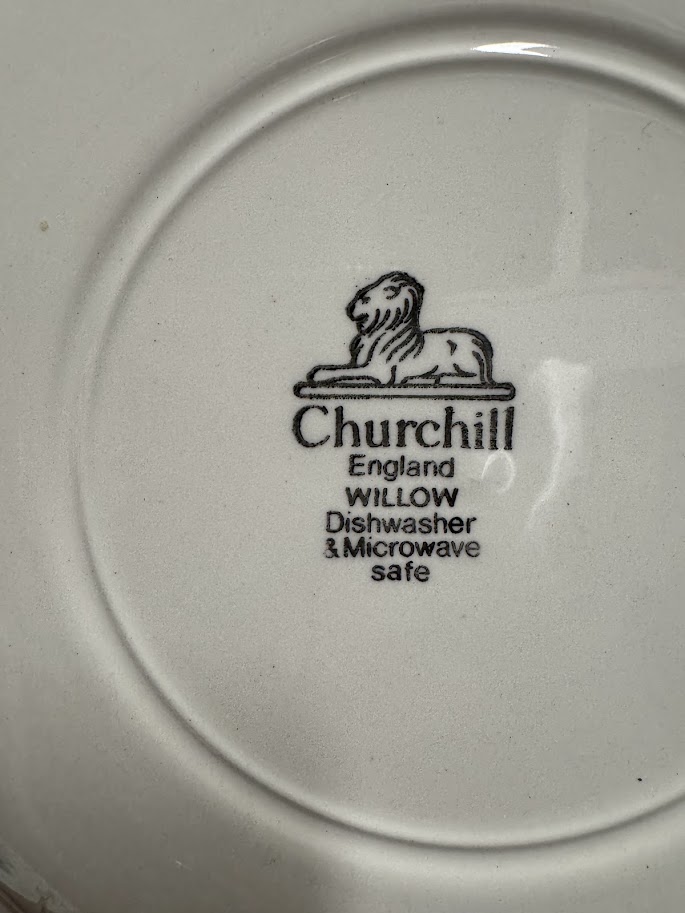 Churchill
England
WILLOW
Dishwasher
&Microwave
safe